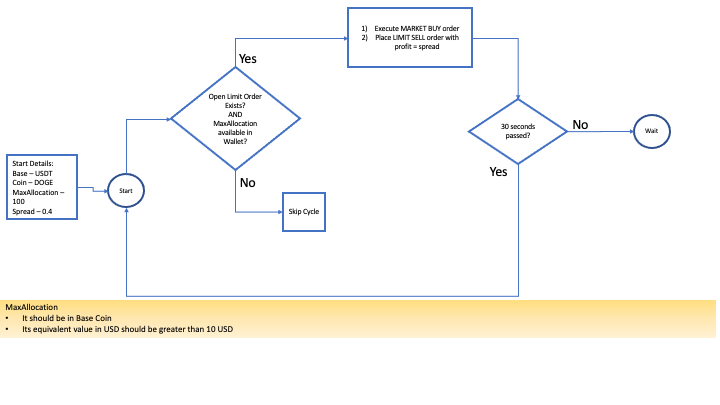 1) Execute MARKET BUY order
2) Place LIMIT SELL order with
profit = spread
Yes
Open Limit Order
Exists?
AND
MaxAllocation
available in
Wallet?
30 seconds
passed?
No
Wait
Yes
Start Details:
Base – USDT
Coin – DOGE
MaxAllocation –
100
Spread – 0.4
Start
No
Skip Cycle
MaxAllocation
• It should be in Base Coin
• Its equivalent value in USD should be greater than 10 USD